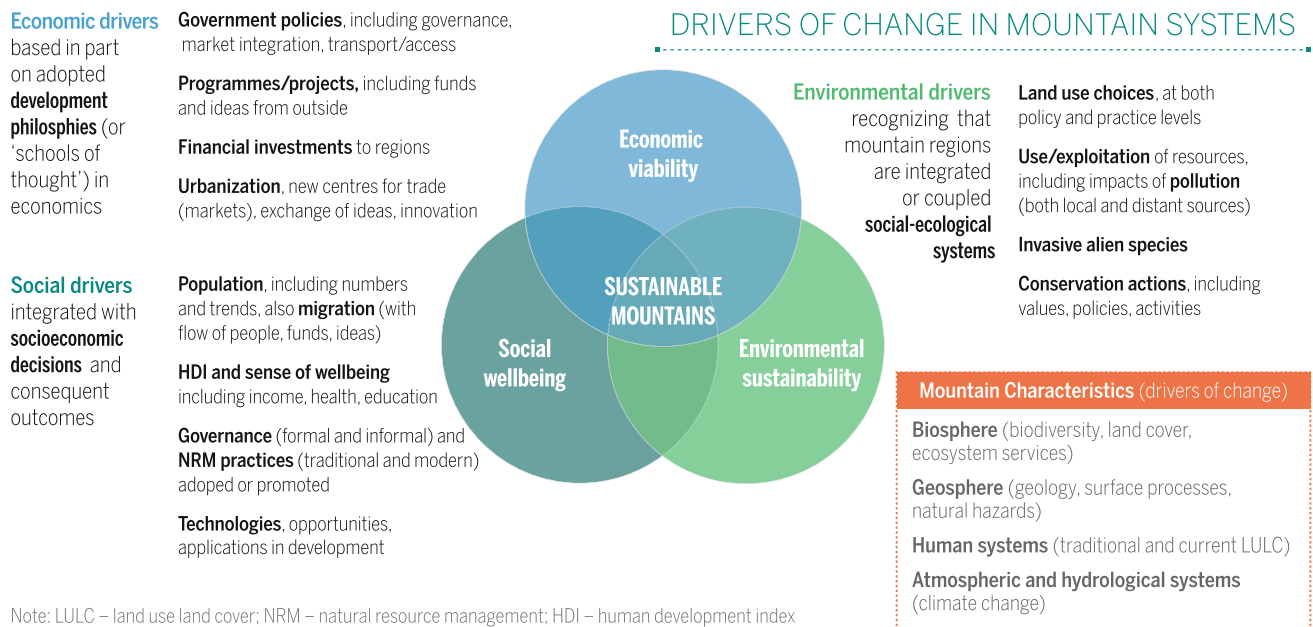 DRIVERS OF CHANGE IN MOUNTAIN SYSTEMS
Economic drivers
based in part
on adopted
development
philosphies (or
‘schools of
thought’) in
economics
Government policies, including governance,
market integration, transport/access
Programmes/projects, including funds
and ideas from outside
Financial investments to regions
Urbanization, new centres for trade
(markets), exchange of ideas, innovation
Social drivers
integrated with
socioeconomic
decisions and
consequent
outcomes
Population, including numbers
and trends, also migration (with
flow of people, funds, ideas)
HDI and sense of wellbeing
including income, health, education
Governance (formal and informal) and
NRM practices (traditional and modern)
adoped or promoted
Technologies, opportunities,
applications in development
Economic
viability
SUSTAINABLE
MOUNTAINS
Social
wellbeing
Environmental
sustainability
Environmental drivers
recognizing that
mountain regions
are integrated
or coupled
social-ecological
systems
Land use choices, at both
policy and practice levels
Use/exploitation of resources,
including impacts of pollution
(both local and distant sources)
Invasive alien species
Conservation actions, including
values, policies, activities
Mountain Characteristics (drivers of change)
Biosphere (biodiversity, land cover,
ecosystem services)
Geosphere (geology, surface processes,
natural hazards)
Human systems (traditional and current LULC)
Atmospheric and hydrological systems
(climate change)
Note: LULC – land use land cover; NRM – natural resource management; HDI – human development index